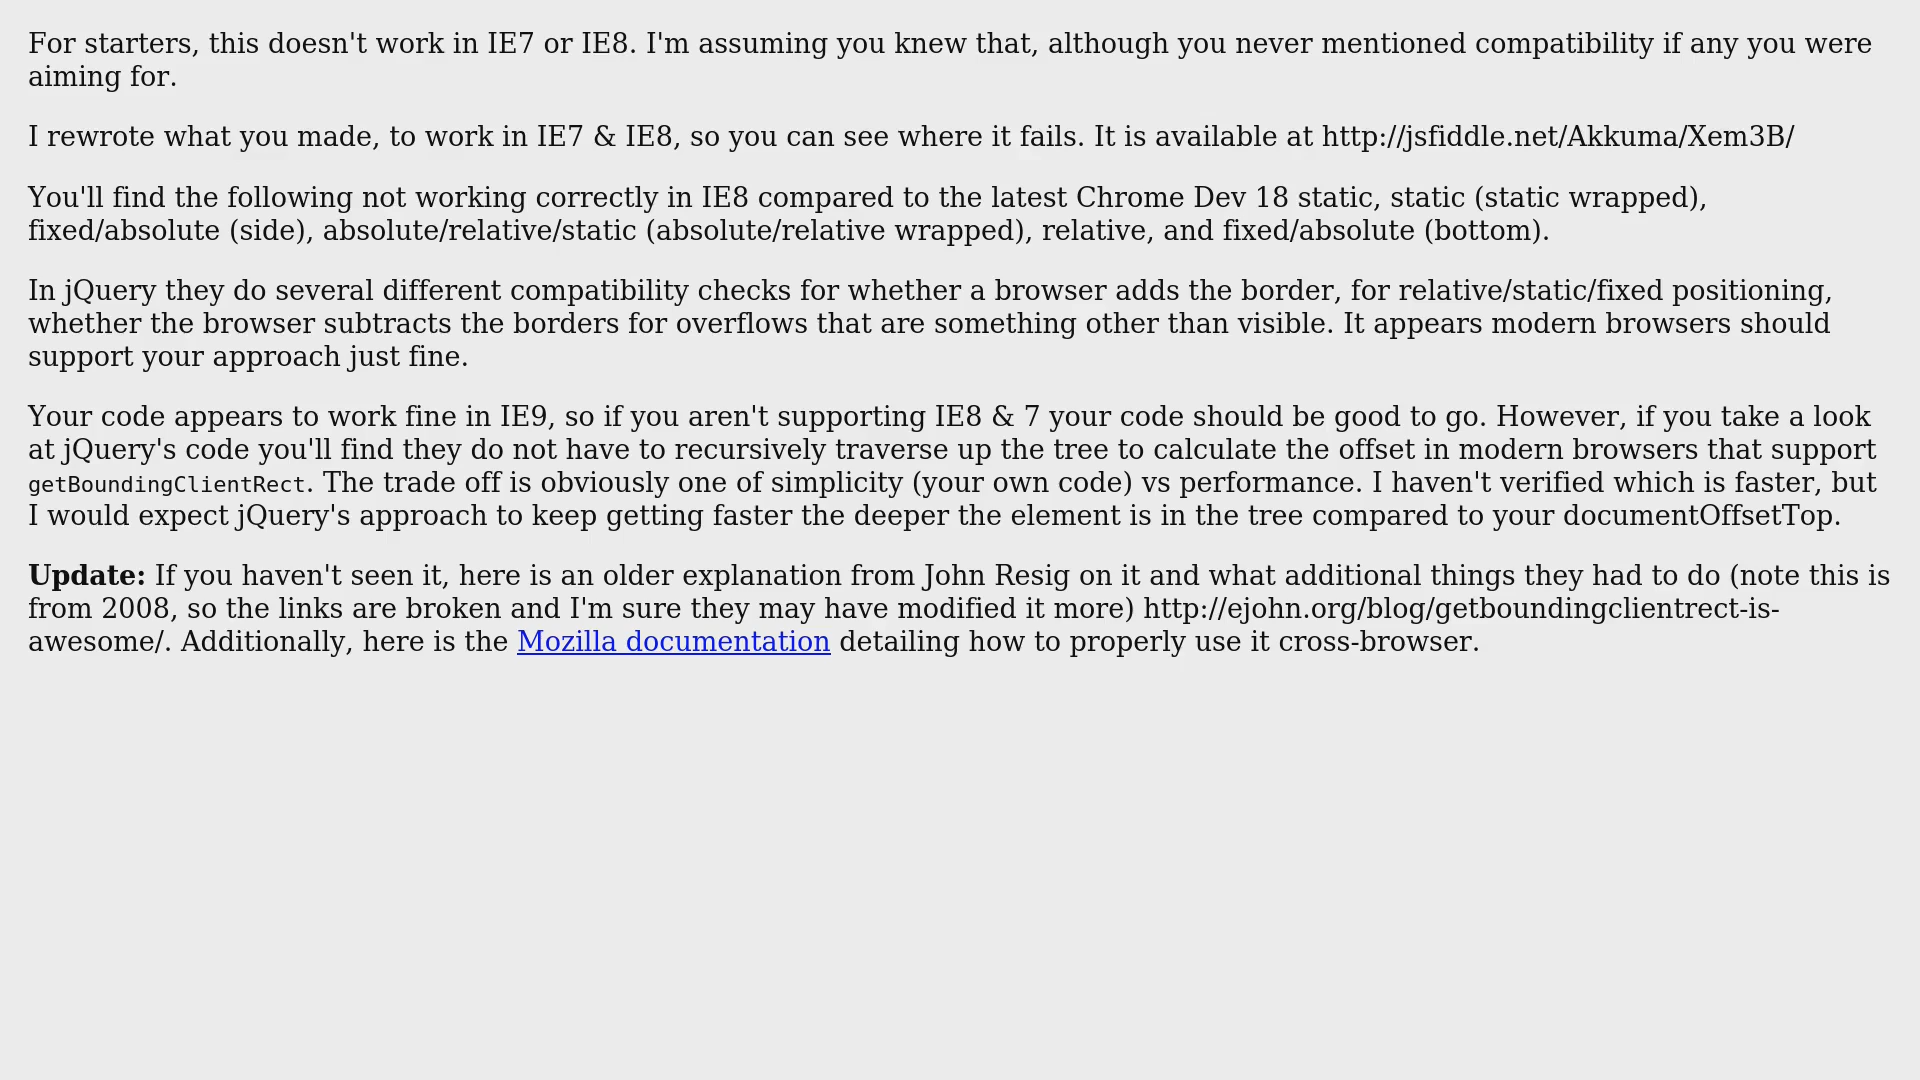 For starters, this doesn't work in IE7 or IE8. I'm assuming you knew that, although you never mentioned compatibility if any you were
aiming for.
I rewrote what you made, to work in IE7 & IE8, so you can see where it fails. It is available at http://jsfiddle.net/Akkuma/Xem3B/
You'll find the following not working correctly in IE8 compared to the latest Chrome Dev 18 static, static (static wrapped),
fixed/absolute (side), absolute/relative/static (absolute/relative wrapped), relative, and fixed/absolute (bottom).
In jQuery they do several different compatibility checks for whether a browser adds the border, for relative/static/fixed positioning,
whether the browser subtracts the borders for overflows that are something other than visible. It appears modern browsers should
support your approach just fine.
Your code appears to work fine in IE9, so if you aren't supporting IE8 & 7 your code should be good to go. However, if you take a look
at jQuery's code you'll find they do not have to recursively traverse up the tree to calculate the offset in modern browsers that support
getBoundingClientRect. The trade off is obviously one of simplicity (your own code) vs performance. I haven't verified which is faster, but
I would expect jQuery's approach to keep getting faster the deeper the element is in the tree compared to your documentOffsetTop.
Update: If you haven't seen it, here is an older explanation from John Resig on it and what additional things they had to do (note this is
from 2008, so the links are broken and I'm sure they may have modified it more) http://ejohn.org/blog/getboundingclientrect-is-
awesome/. Additionally, here is the Mozilla documentation detailing how to properly use it cross-browser.